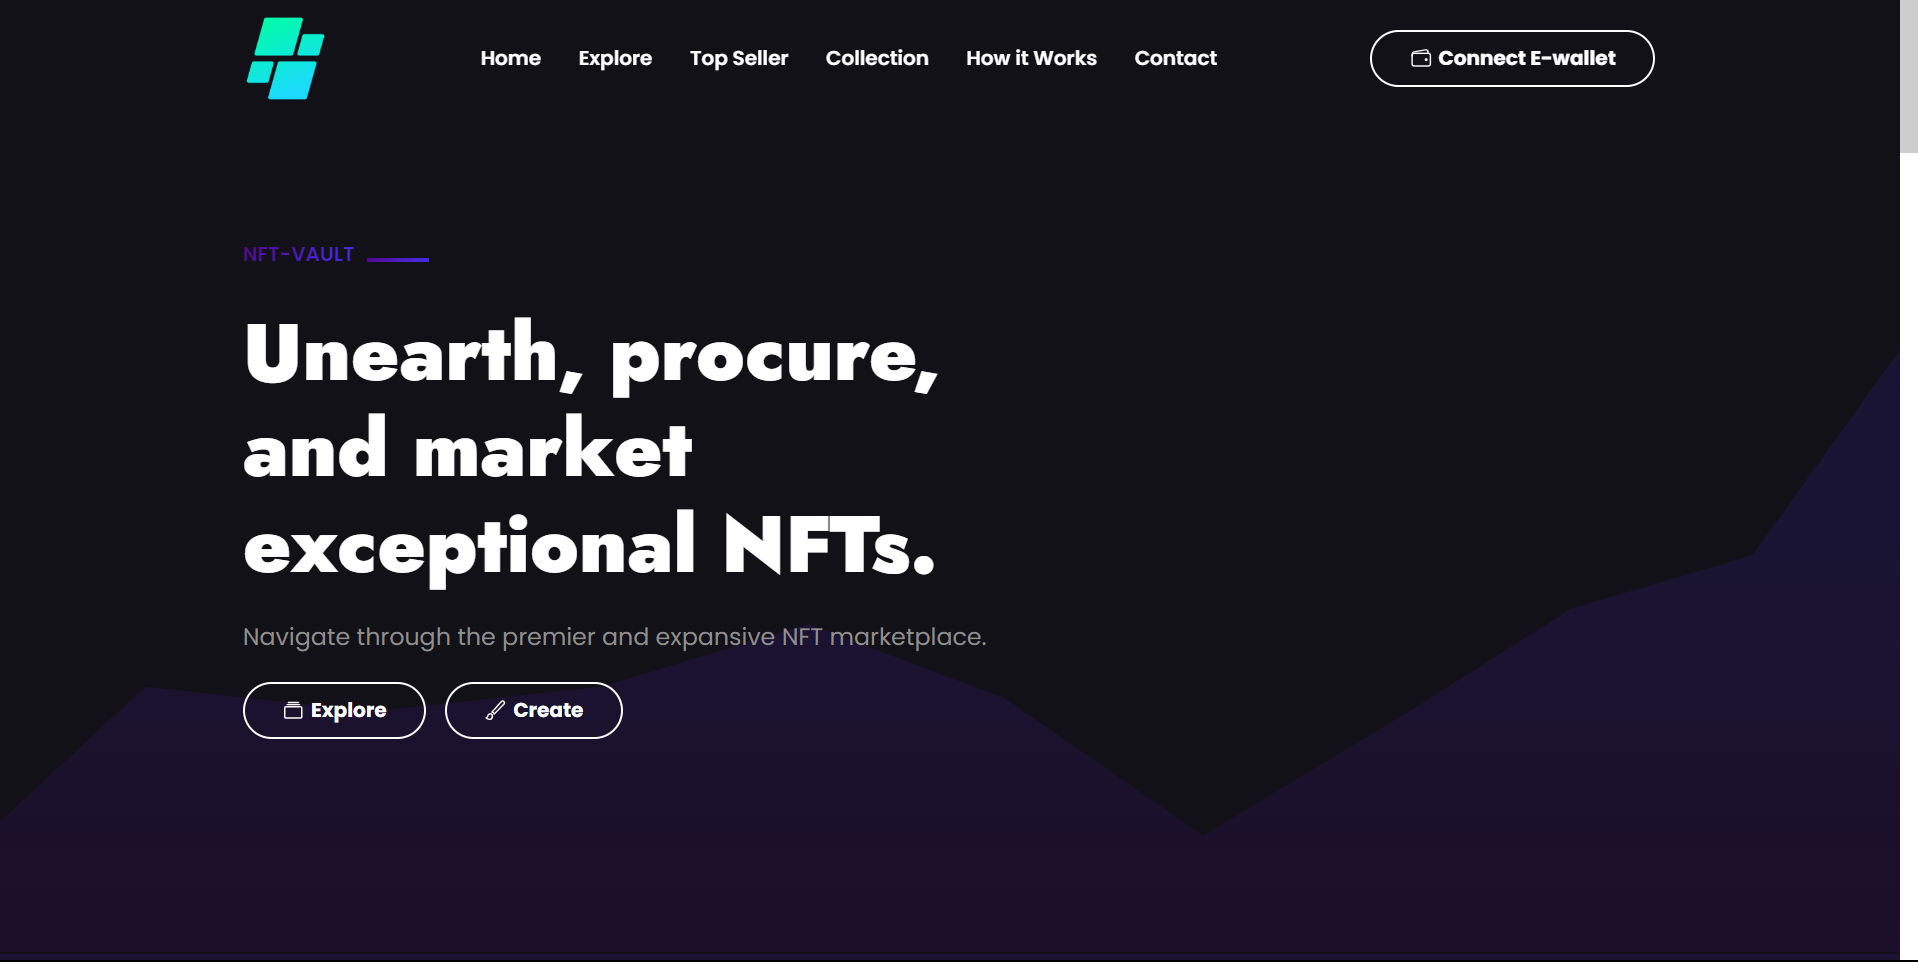 Home Explore Top Seller Collection How it Works Contact Connect E-wallet
NFT-VAULT
Unearth, procure,
and market
exceptional NFTs.
Navigate through the premier and expansive NFT marketplace.
Explore Create